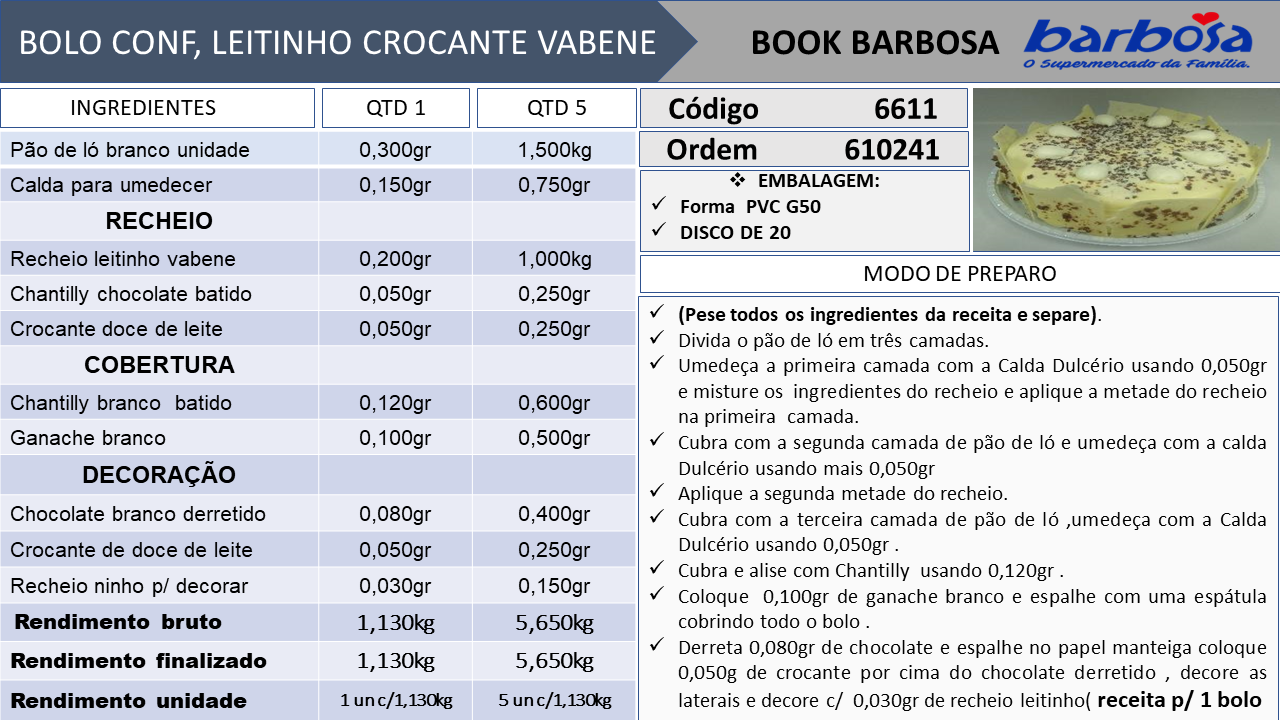 BOLO CONF, LEITINHO CROCANTE VABENE
BOOK BARBOSA
barbosa
O Supermercado da Família.
INGREDIENTES QTD 1 QTD 5
Pão de ló branco unidade 0,300gr 1,500kg
Calda para umedecer 0,150gr 0,750gr
RECHEIO
Recheio leitinho vabene 0,200gr 1,000kg
Chantilly chocolate batido 0,050gr 0,250gr
Crocante doce de leite 0,050gr 0,250gr
COBERTURA
Chantilly branco batido 0,120gr 0,600gr
Ganache branco 0,100gr 0,500gr
DECORAÇÃO
Chocolate branco derretido 0,080gr 0,400gr
Crocante de doce de leite 0,050gr 0,250gr
Recheio ninho p/ decorar 0,030gr 0,150gr
Rendimento bruto 1,130kg 5,650kg
Rendimento finalizado 1,130kg 5,650kg
Rendimento unidade 1 un c/1,130kg 5 un c/1,130kg
Código 6611
Ordem 610241
❖ EMBALAGEM:
✓ Forma PVC G50
✓ DISCO DE 20
MODO DE PREPARO
✓ (Pese todos os ingredientes da receita e separe).
✓ Divida o pão de ló em três camadas.
✓ Umedeça a primeira camada com a Calda Dulcério usando 0,050gr
e misture os ingredientes do recheio e aplique a metade do recheio
na primeira camada.
✓ Cubra com a segunda camada de pão de ló e umedeça com a calda
Dulcério usando mais 0,050gr
✓ Aplique a segunda metade do recheio.
✓ Cubra com a terceira camada de pão de ló ,umedeça com a Calda
Dulcério usando 0,050gr .
✓ Cubra e alise com Chantilly usando 0,120gr .
✓ Coloque 0,100gr de ganache branco e espalhe com uma espátula
cobrindo todo o bolo .
✓ Derreta 0,080gr de chocolate e espalhe no papel manteiga coloque
0,050g de crocante por cima do chocolate derretido , decore as
laterais e decore c/ 0,030gr de recheio leitinho( receita p/ 1 bolo